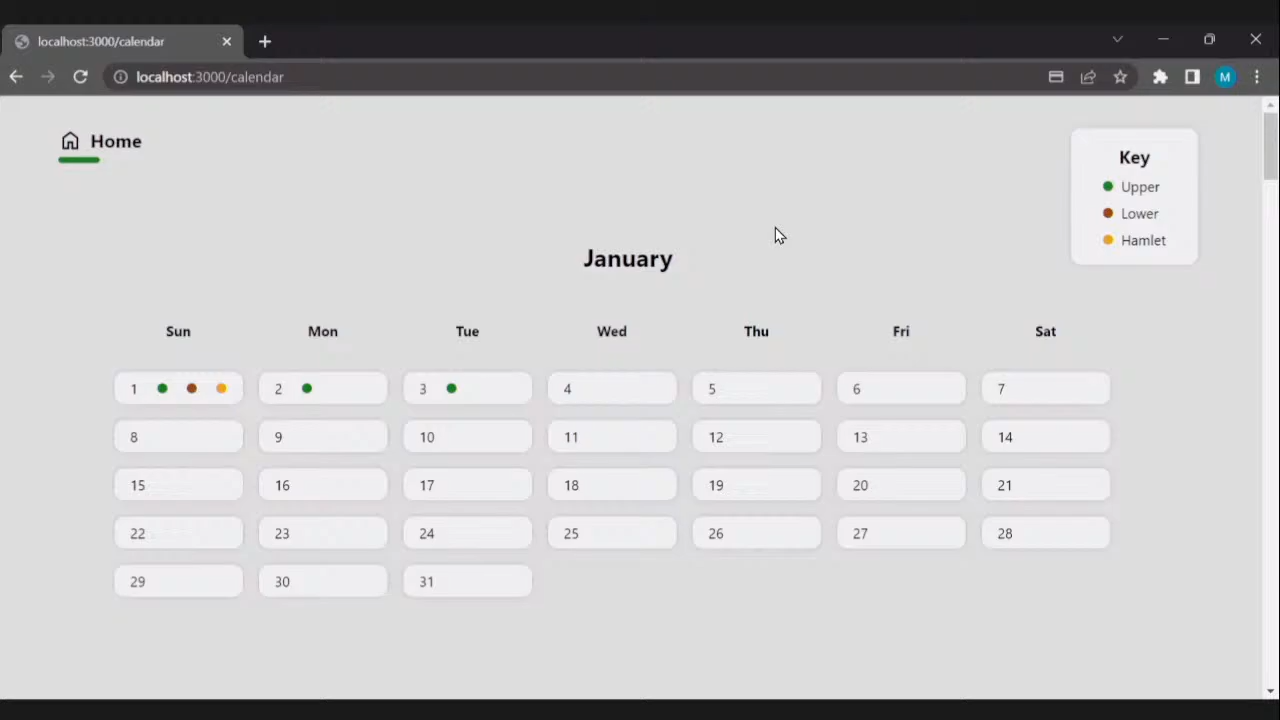 localhost:3000/calendar
localhost:3000/calendar
M
Home
Key
Upper
Lower
Hamlet
January
Sun Mon Tue Wed Thu Fri Sat
1 2 3 4 5 6 7
8 9 10 11 12 13 14
15 16 17 18 19 20 21
22 23 24 25 26 27 28
29 30 31